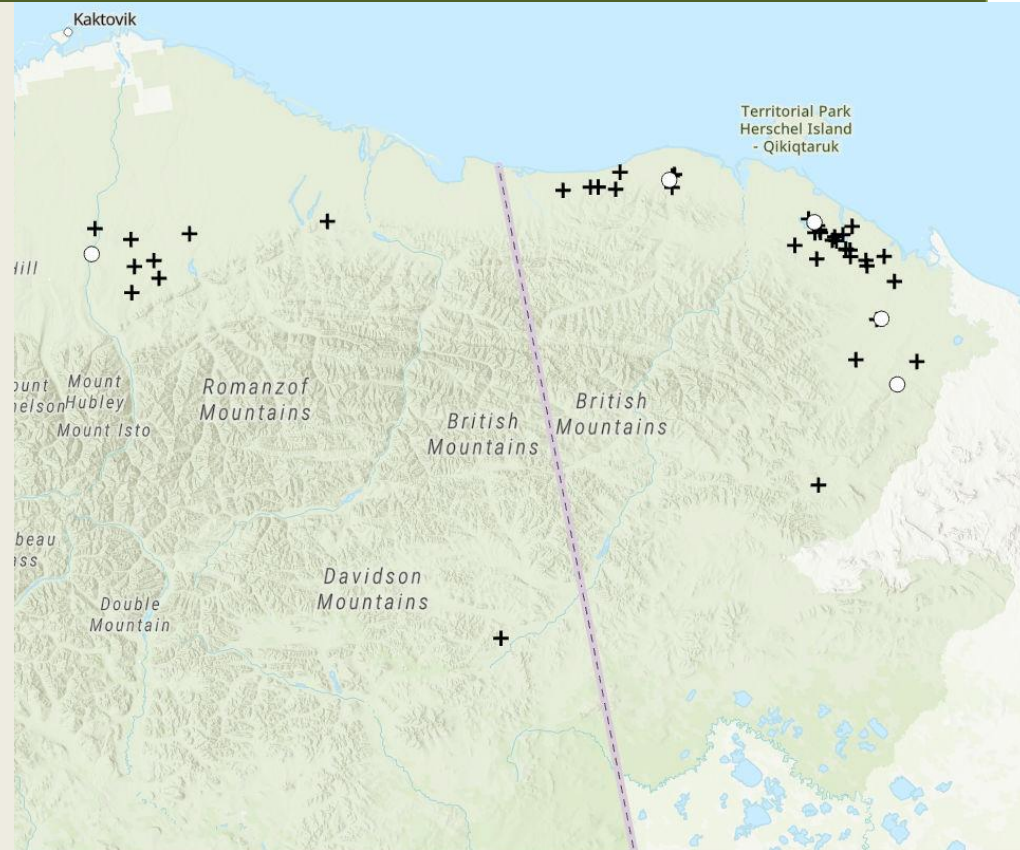 Kaktovik
Territorial Park
Herschel Island
- Qikiqtaruk
Mount
Hubley
Mount Isto
Romanzof
Mountains
British
Mountains
British
Mountains
Davidson
Mountains
Double
Mountain